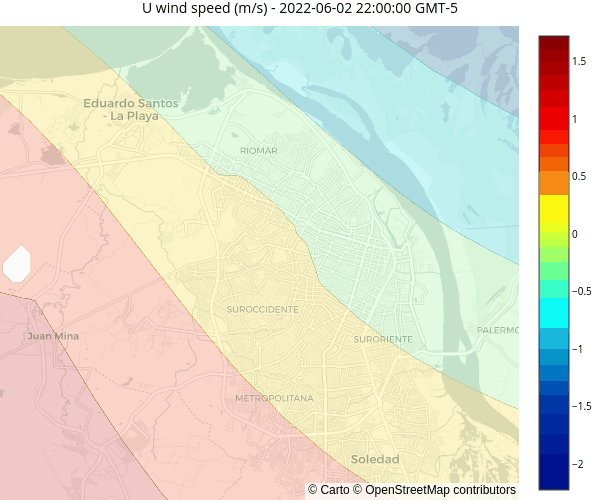 U wind speed (m/s) - 2022-06-02 22:00:00 GMT-5
Eduardo Santos
- La Playa
RIOMAR
SUROCCIDENTE
Juan Mina
SURORIENTE
PALERMO
METROPOLITANA
Soledad
© Carto © OpenStreetMap contributors
1.5
1
0.5
0
−0.5
−1
−1.5
−2